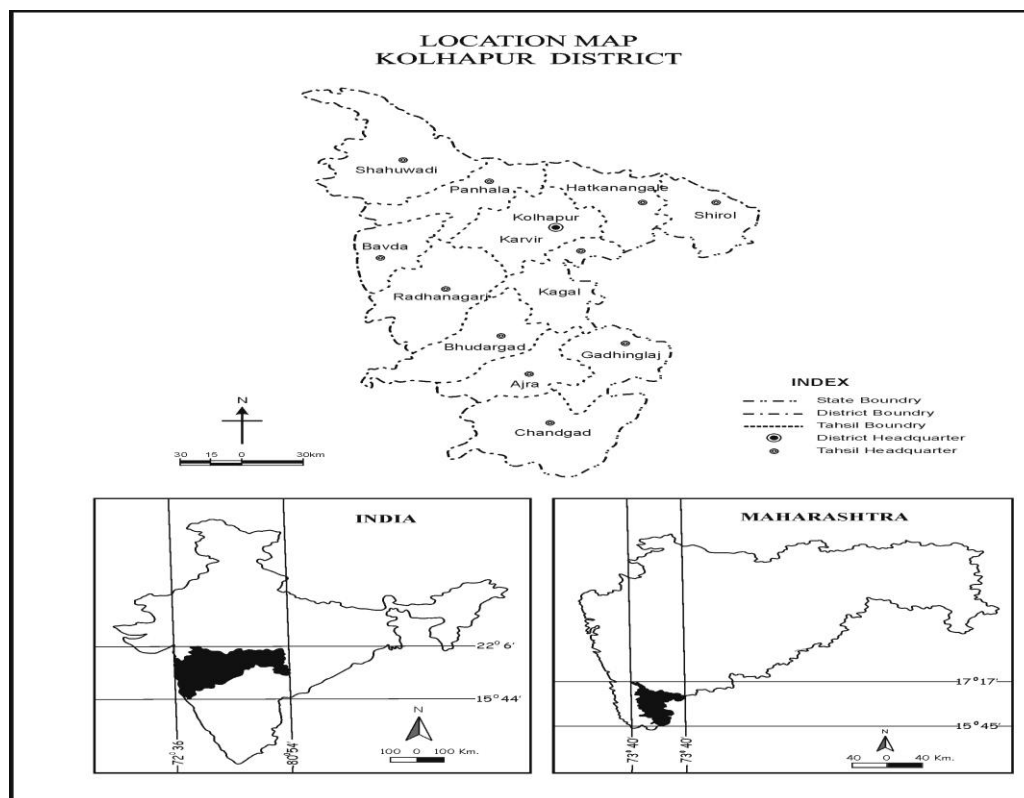 LOCATION MAP
KOLHAPUR DISTRICT
Shahuwadi
Panhala
Hatkanangale
Shirol
Kolhapur
Karvir
Bavda
Radhanagari
Kagal
Bhudargad
Gadhinglaj
Ajra
Chandgad
N
30 15 0 30km
INDEX
State Boundry
District Boundry
Tahsil Boundry
District Headquarter
Tahsil Headquarter
INDIA
22° 6'
15° 44'
N
100 0 100 Km.
72° 36'
80° 54'
MAHARASHTRA
17° 17'
15° 45'
N
40 0 40 Km.
73° 40'
73° 40'